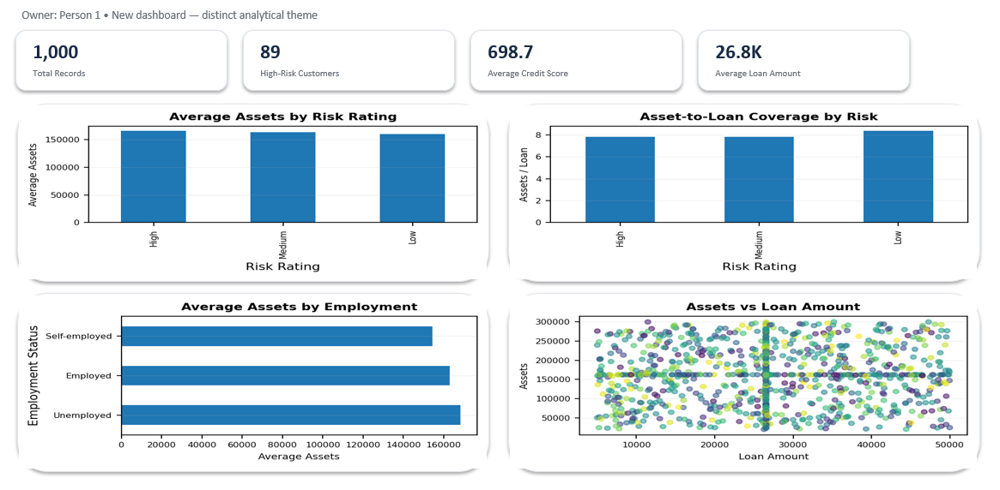 Owner: Person 1 • New dashboard — distinct analytical theme
1,000
Total Records
89
High-Risk Customers
698.7
Average Credit Score
26.8K
Average Loan Amount
Average Assets by Risk Rating
Average Assets
150000
100000
50000
0
High
Medium
Low
Risk Rating
Asset-to-Loan Coverage by Risk
Assets / Loan
8
6
4
2
0
High
Medium
Low
Risk Rating
Average Assets by Employment
Employment Status
Self-employed
Employed
Unemployed
0 20000 40000 60000 80000 100000 120000 140000 160000
Average Assets
Assets vs Loan Amount
Assets
300000
250000
200000
150000
100000
50000
10000 20000 30000 40000 50000
Loan Amount